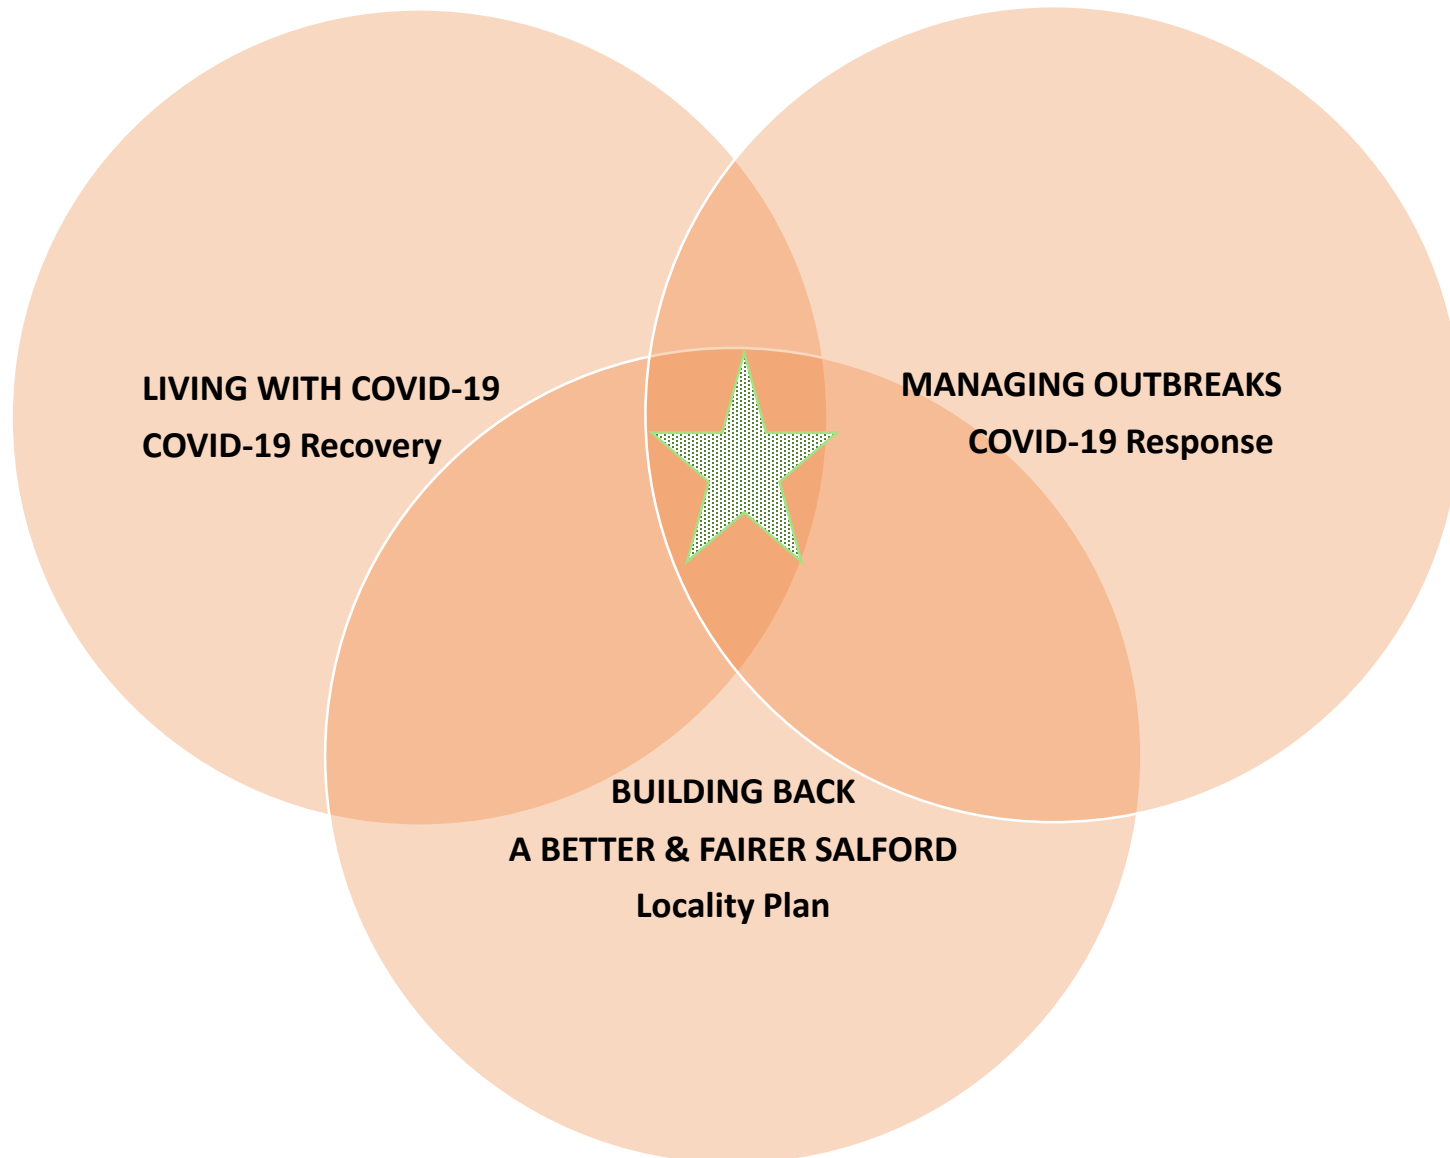 LIVING WITH COVID-19
COVID-19 Recovery
MANAGING OUTBREAKS
COVID-19 Response
BUILDING BACK
A BETTER & FAIRER SALFORD
Locality Plan